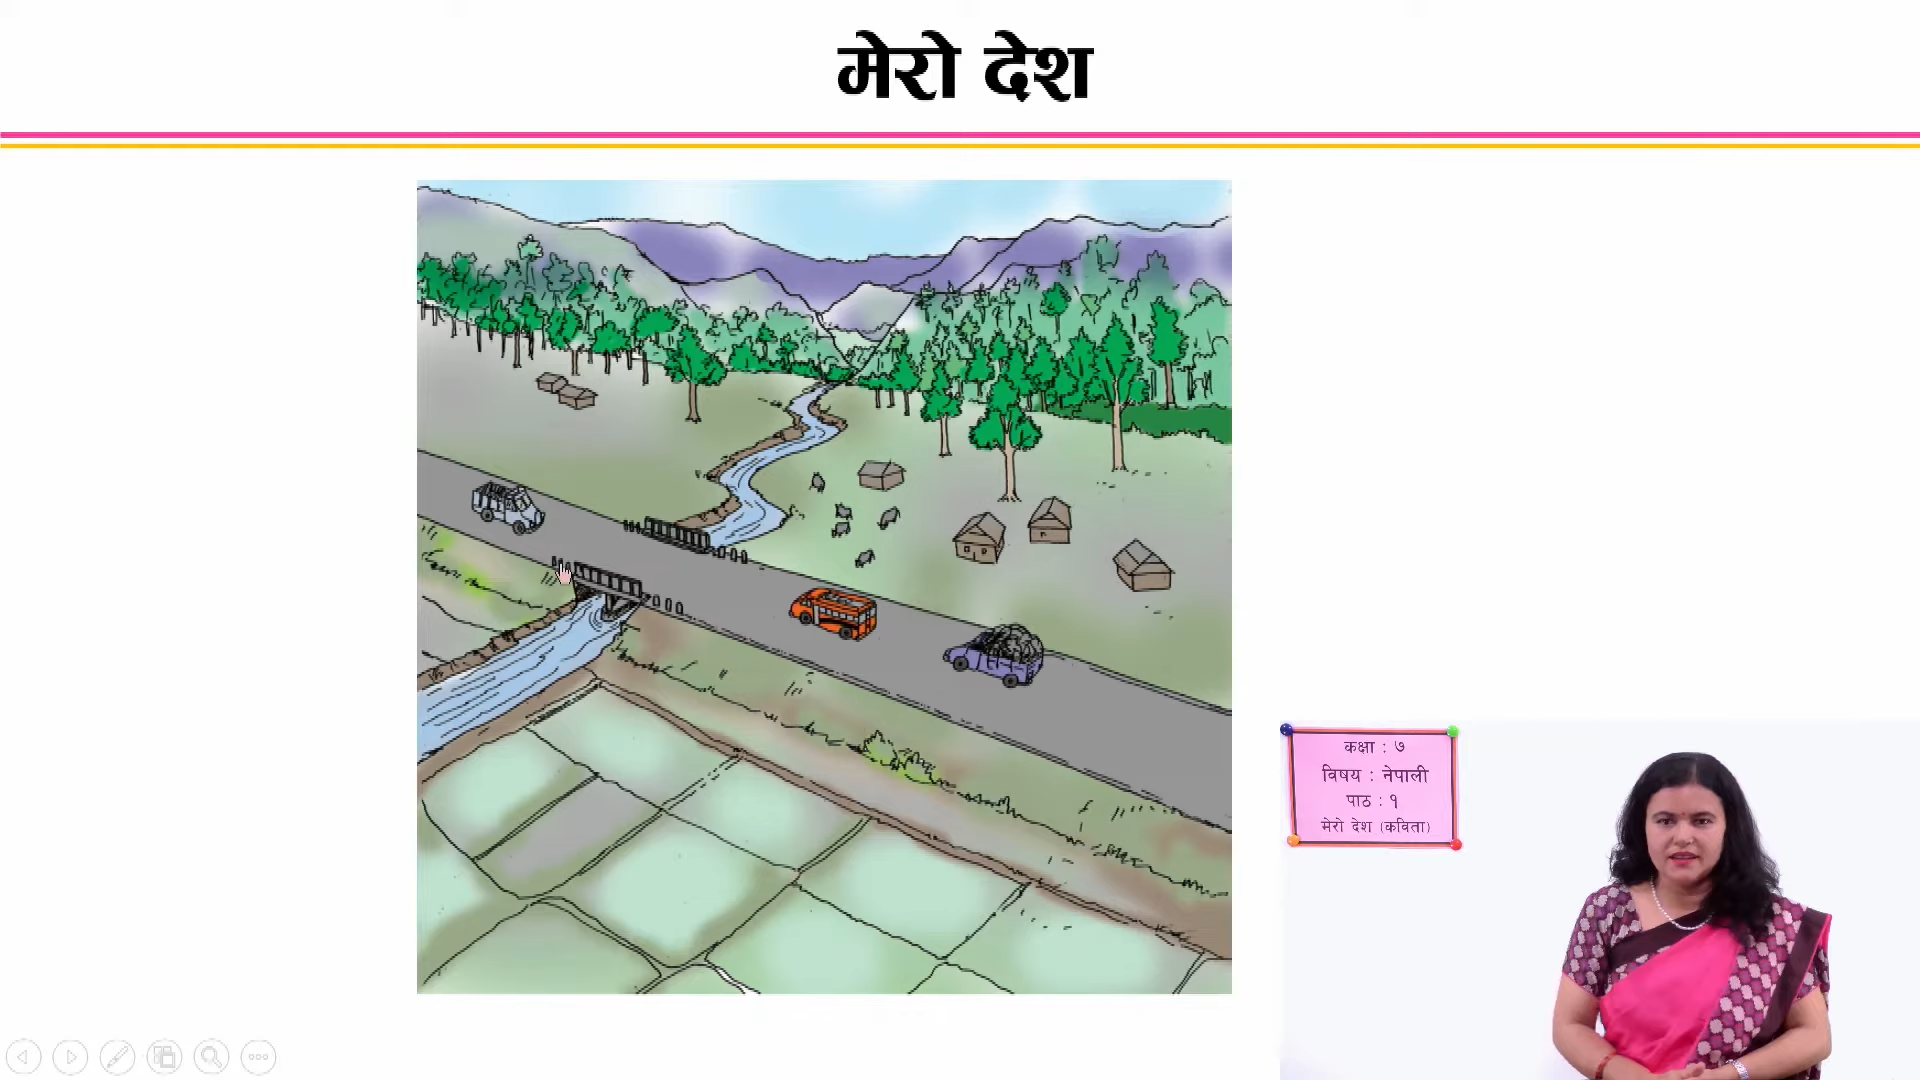 मेरो देश
कक्षा : ७
विषय : नेपाली
पाठ : १
मेरो देश (कविता)